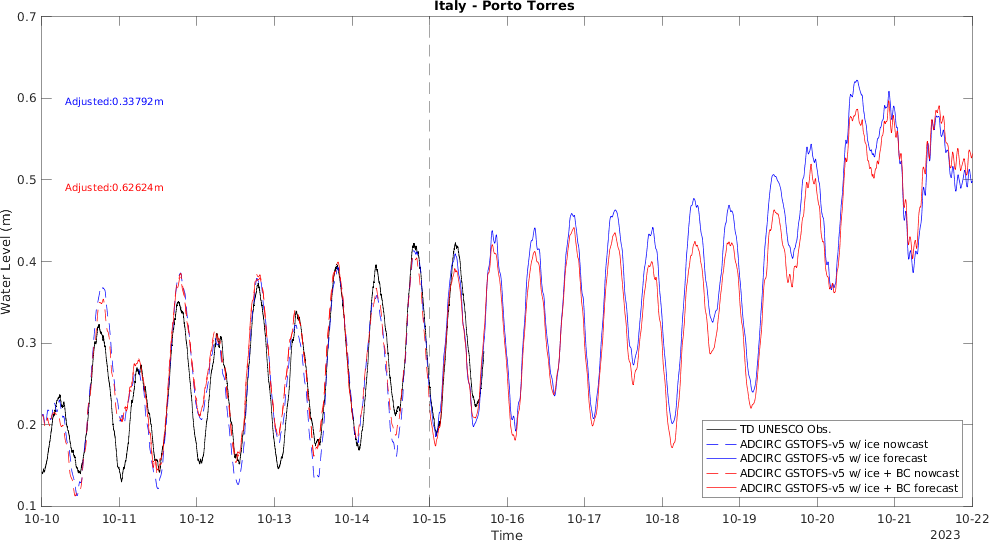 Italy - Porto Torres
0.7
0.6
0.5
0.4
0.3
0.2
0.1
Water Level (m)
Adjusted:0.33792m
Adjusted:0.62624m
TD UNESCO Obs.
ADCIRC GSTOFS-v5 w/ ice nowcast
ADCIRC GSTOFS-v5 w/ ice forecast
ADCIRC GSTOFS-v5 w/ ice + BC nowcast
ADCIRC GSTOFS-v5 w/ ice + BC forecast
10-10 10-11 10-12 10-13 10-14 10-15 10-16 10-17 10-18 10-19 10-20 10-21 10-22
Time
2023